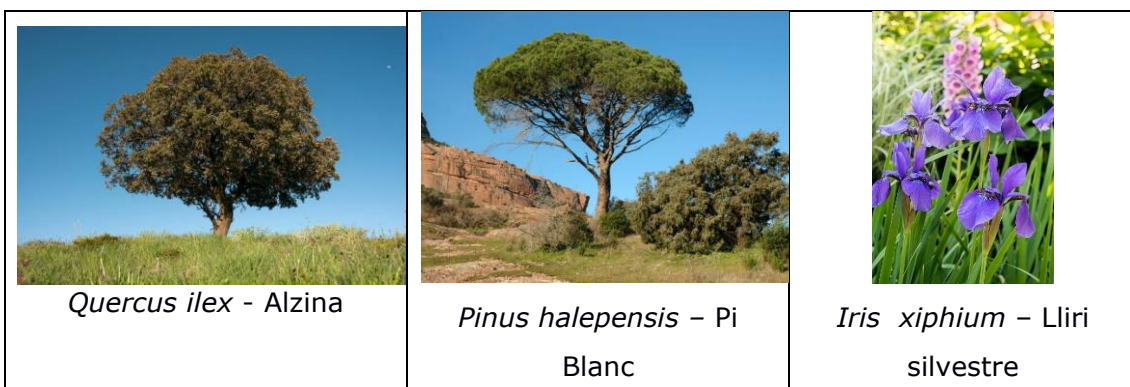 Quercus ilex - Alzina
Pinus halepensis – Pi
Blanc
Iris xiphium – Lliri
silvestre